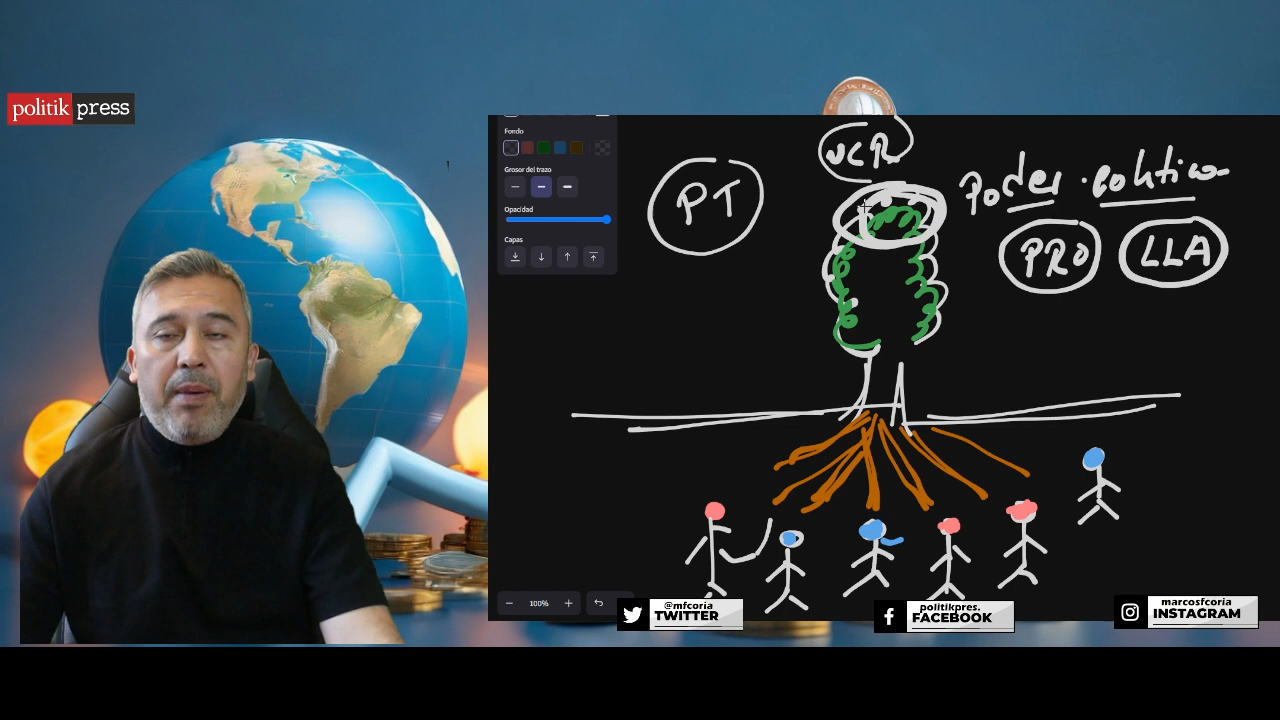 politik press
Fondo
Grosor del trazo
Opacidad
Capas
100%
UCR
PT
Poder político
PRO
LLA
@mfcoria
TWITTER
politikpres.
FACEBOOK
marcosfcoria
INSTAGRAM